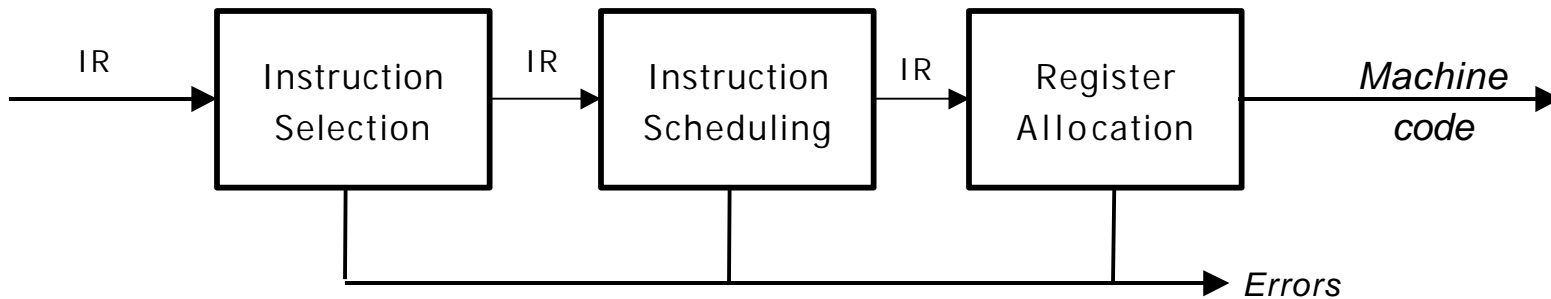 IR
Instruction
Selection
IR
Instruction
Scheduling
IR
Register
Allocation
Machine
code
Errors